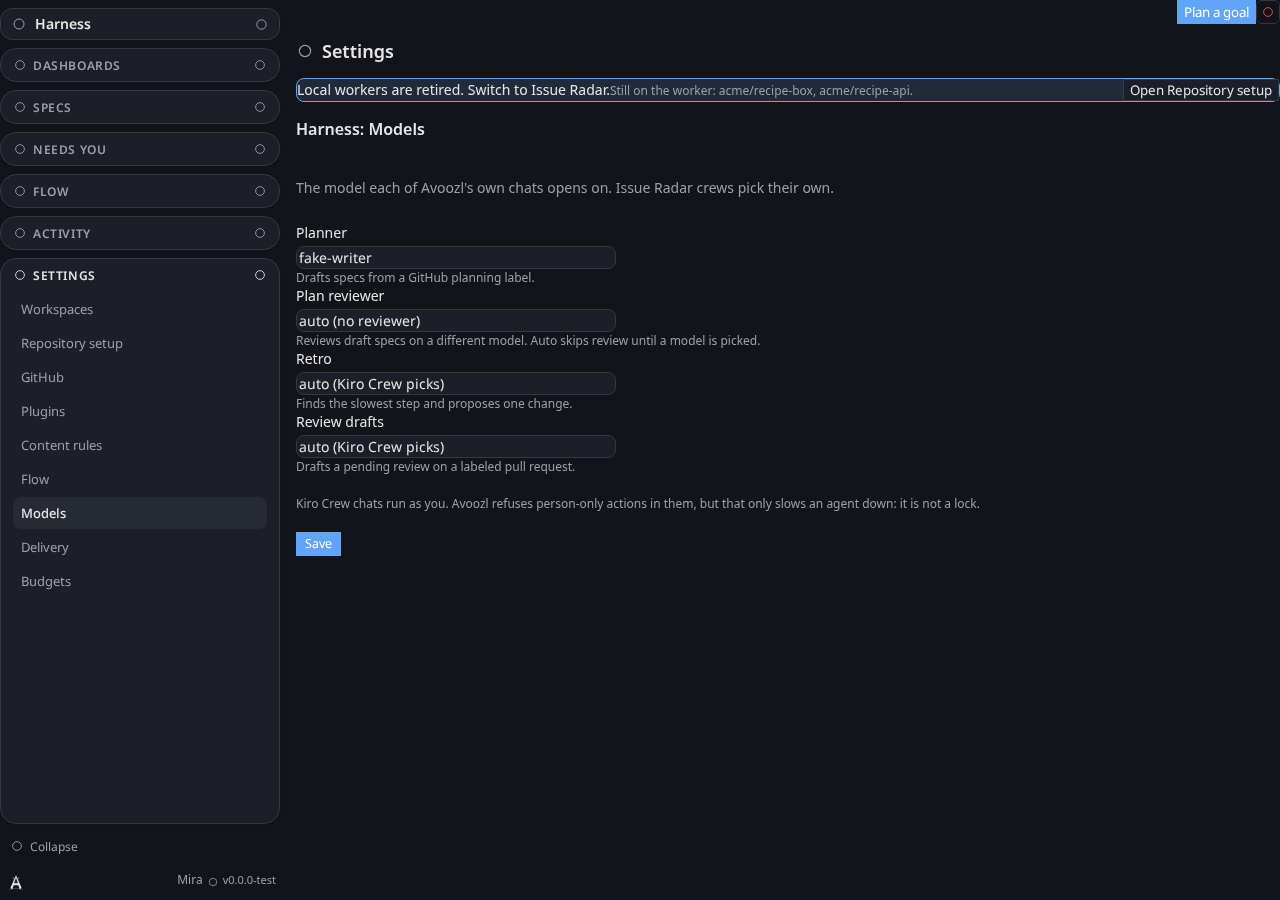 Harness
DASHBOARDS
SPECS
NEEDS YOU
FLOW
ACTIVITY
SETTINGS
Workspaces
Repository setup
GitHub
Plugins
Content rules
Flow
Models
Delivery
Budgets
Collapse
Mira v0.0.0-test
Plan a goal
Settings
Local workers are retired. Switch to Issue Radar. Still on the worker: acme/recipe-box, acme/recipe-api. Open Repository setup
Harness: Models
The model each of Avoozl's own chats opens on. Issue Radar crews pick their own.
Planner
fake-writer
Drafts specs from a GitHub planning label.
Plan reviewer
auto (no reviewer)
Reviews draft specs on a different model. Auto skips review until a model is picked.
Retro
auto (Kiro Crew picks)
Finds the slowest step and proposes one change.
Review drafts
auto (Kiro Crew picks)
Drafts a pending review on a labeled pull request.
Kiro Crew chats run as you. Avoozl refuses person-only actions in them, but that only slows an agent down: it is not a lock.
Save